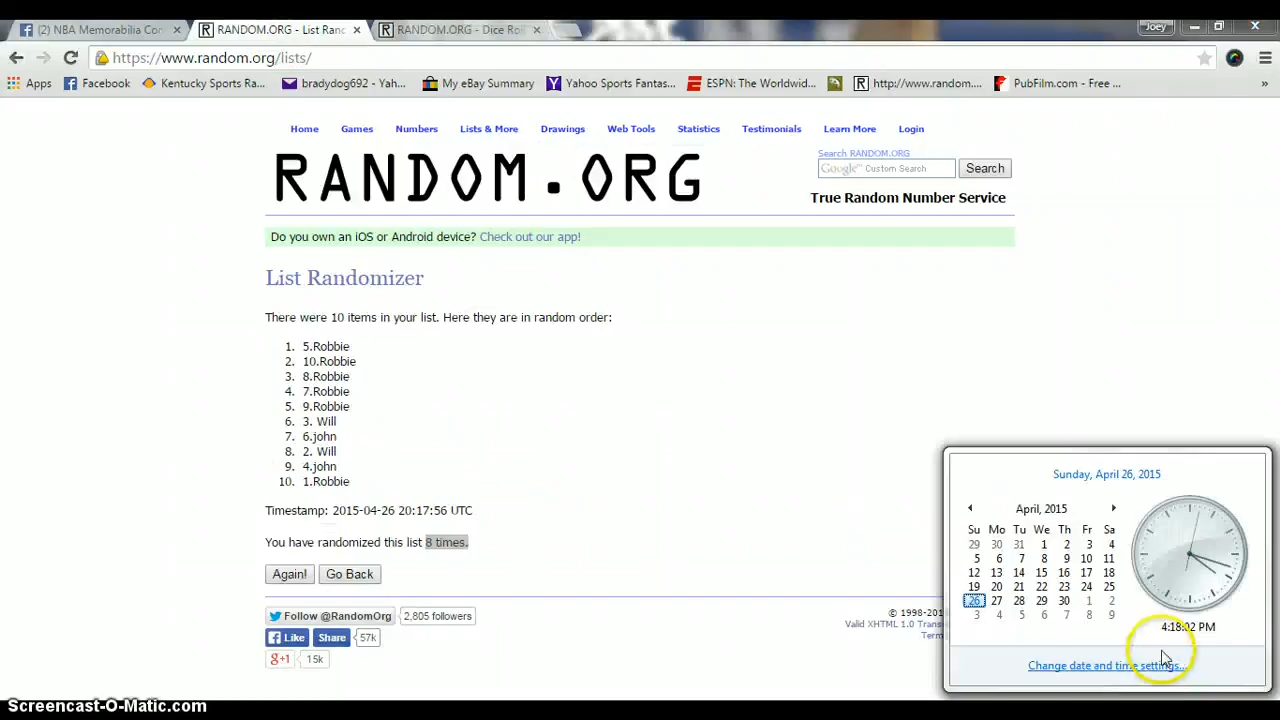 (2) NBA Memorabilia Con
RANDOM.ORG - List Ranc
RANDOM.ORG - Dice Roll
Joey
https://www.random.org/lists/
Apps
Facebook
Kentucky Sports Ra...
bradydog692 - Yah...
My eBay Summary
Yahoo Sports Fantas...
ESPN: The Worldwid...
http://www.random....
PubFilm.com - Free ...
Home Games Numbers Lists & More Drawings Web Tools Statistics Testimonials Learn More Login
RANDOM.ORG
Search RANDOM.ORG
Google™ Custom Search
Search
True Random Number Service
Do you own an iOS or Android device? Check out our app!
List Randomizer
There were 10 items in your list. Here they are in random order:
1. 5.Robbie
2. 10.Robbie
3. 8.Robbie
4. 7.Robbie
5. 9.Robbie
6. 3. Will
7. 6.john
8. 2. Will
9. 4.john
10. 1.Robbie
Timestamp: 2015-04-26 20:17:56 UTC
You have randomized this list 8 times.
Again! Go Back
Follow @RandomOrg 2,805 followers
Like Share 57k
g+1 15k
© 1998-201
Valid XHTML 1.0 Trans
Term
Sunday, April 26, 2015
April, 2015
Su Mo Tu We Th Fr Sa
29 30 31 1 2 3 4
5 6 7 8 9 10 11
12 13 14 15 16 17 18
19 20 21 22 23 24 25
26 27 28 29 30 1 2
3 4 5 6 7 8 9
4:18:02 PM
Change date and time settings...
Screencast-O-Matic.com